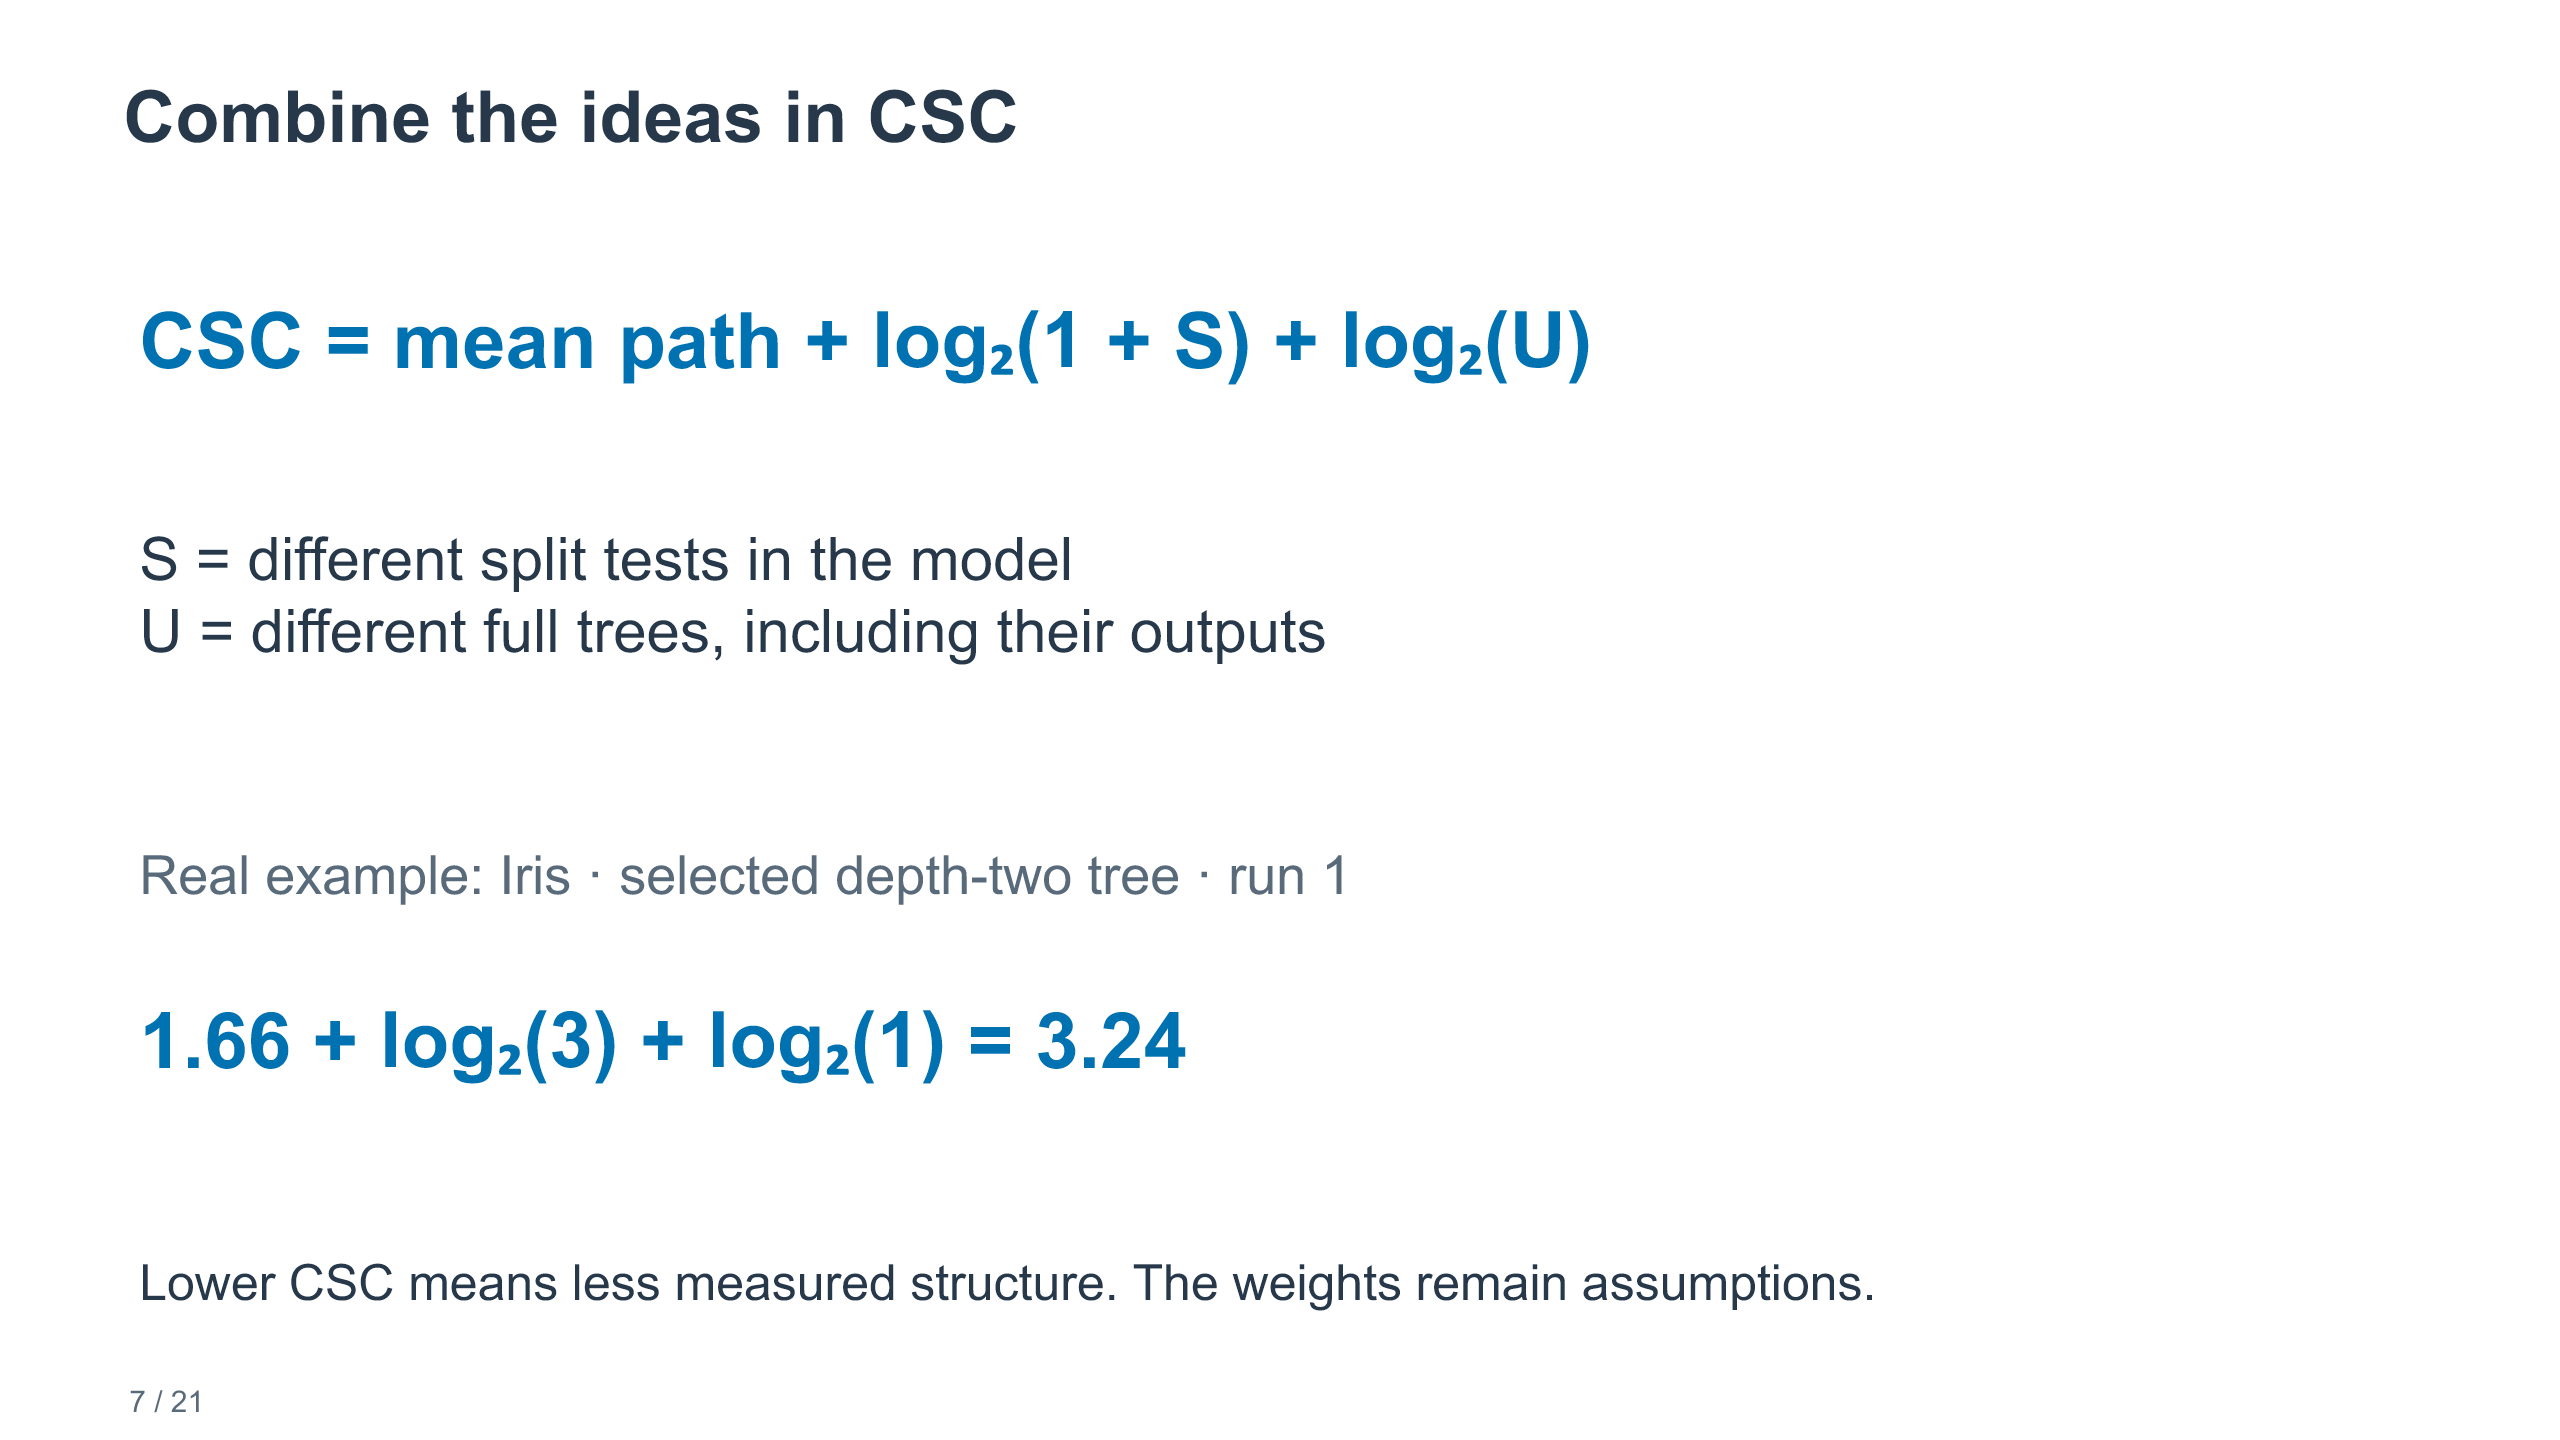 Combine the ideas in CSC
CSC = mean path + log₂(1 + S) + log₂(U)
S = different split tests in the model
U = different full trees, including their outputs
Real example: Iris · selected depth-two tree · run 1
1.66 + log₂(3) + log₂(1) = 3.24
Lower CSC means less measured structure. The weights remain assumptions.
7 / 21